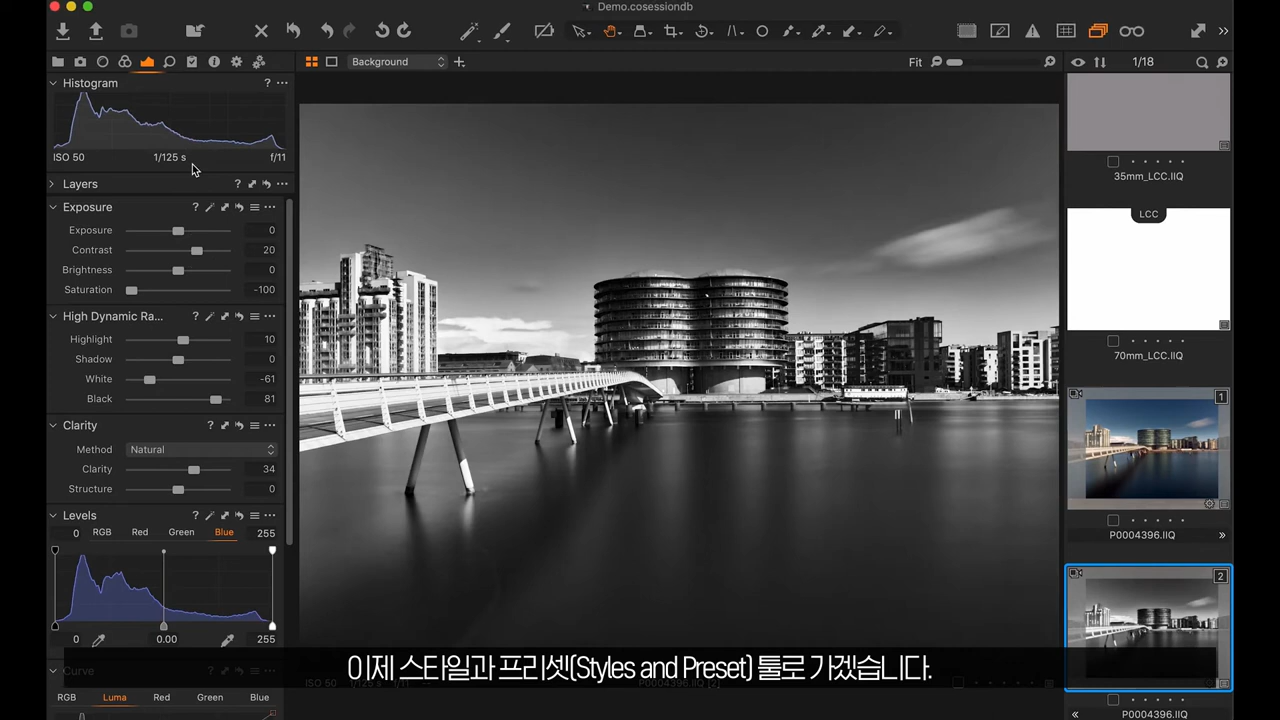 Demo.cosessiondb
Background
Fit
1/18
Histogram
ISO 50
1/125 s
f/11
Layers
Exposure
Exposure 0
Contrast 20
Brightness 0
Saturation -100
High Dynamic Ra...
Highlight 10
Shadow 0
White -61
Black 81
Clarity
Method Natural
Clarity 34
Structure 0
Levels
0 RGB Red Green Blue 255
0 0.00 255
Curve
RGB Luma Red Green Blue
35mm_LCC.IIQ
LCC
70mm_LCC.IIQ
1
P0004396.IIQ
2
P0004396.IIQ
이제 스타일과 프리셋(Styles and Preset) 툴로 가겠습니다.